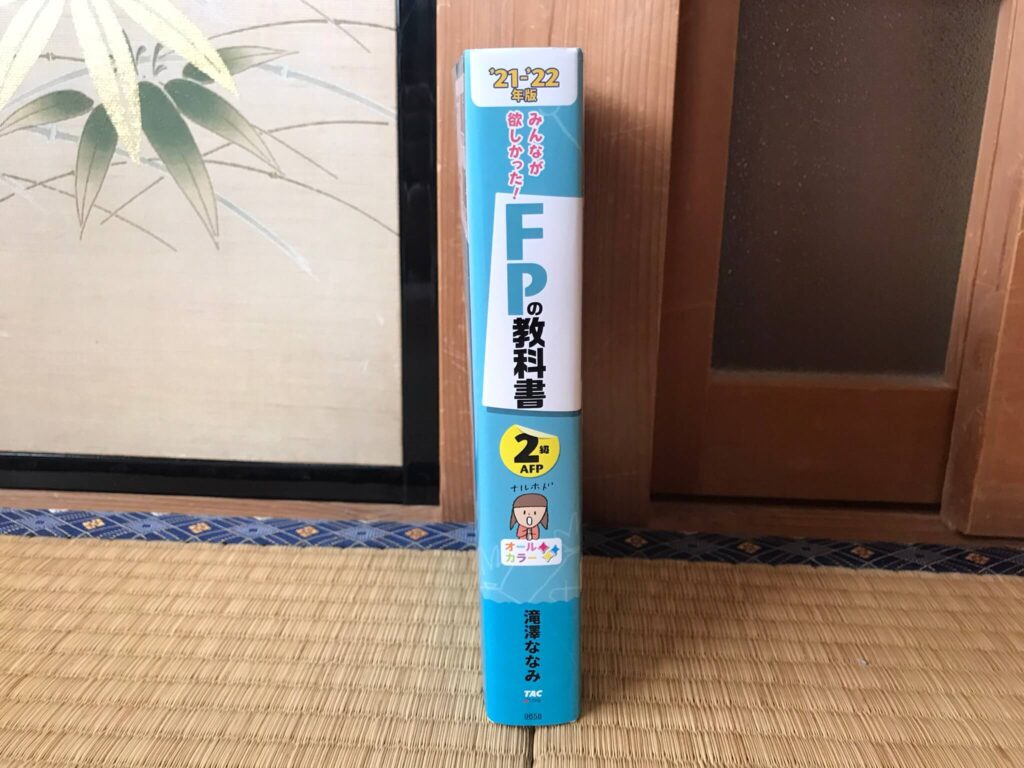 '21-'22
年版
みんなが
欲しかった!
FPの教科書
2級
AFP
ナルホド
オール
カラー
滝澤ななみ
TAC